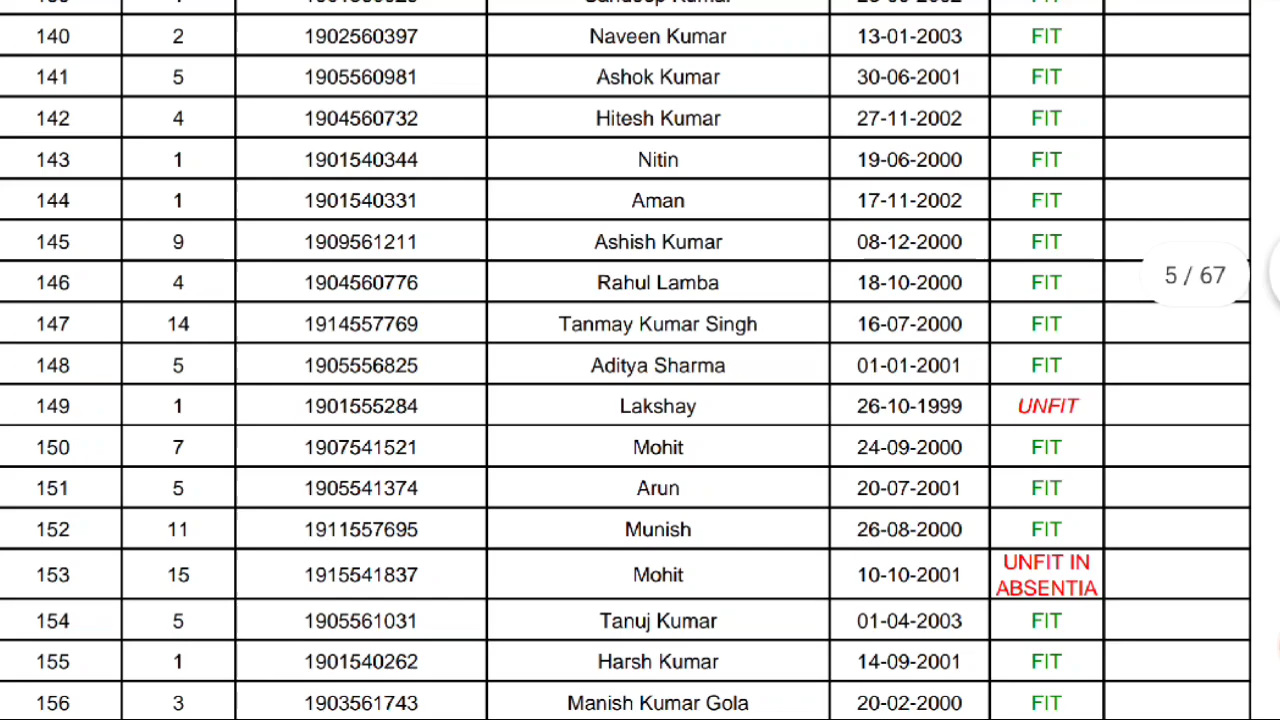 140 2 1902560397 Naveen Kumar 13-01-2003 FIT
141 5 1905560981 Ashok Kumar 30-06-2001 FIT
142 4 1904560732 Hitesh Kumar 27-11-2002 FIT
143 1 1901540344 Nitin 19-06-2000 FIT
144 1 1901540331 Aman 17-11-2002 FIT
145 9 1909561211 Ashish Kumar 08-12-2000 FIT
146 4 1904560776 Rahul Lamba 18-10-2000 FIT
5 / 67
147 14 1914557769 Tanmay Kumar Singh 16-07-2000 FIT
148 5 1905556825 Aditya Sharma 01-01-2001 FIT
149 1 1901555284 Lakshay 26-10-1999 UNFIT
150 7 1907541521 Mohit 24-09-2000 FIT
151 5 1905541374 Arun 20-07-2001 FIT
152 11 1911557695 Munish 26-08-2000 FIT
153 15 1915541837 Mohit 10-10-2001 UNFIT IN
ABSENTIA
154 5 1905561031 Tanuj Kumar 01-04-2003 FIT
155 1 1901540262 Harsh Kumar 14-09-2001 FIT
156 3 1903561743 Manish Kumar Gola 20-02-2000 FIT